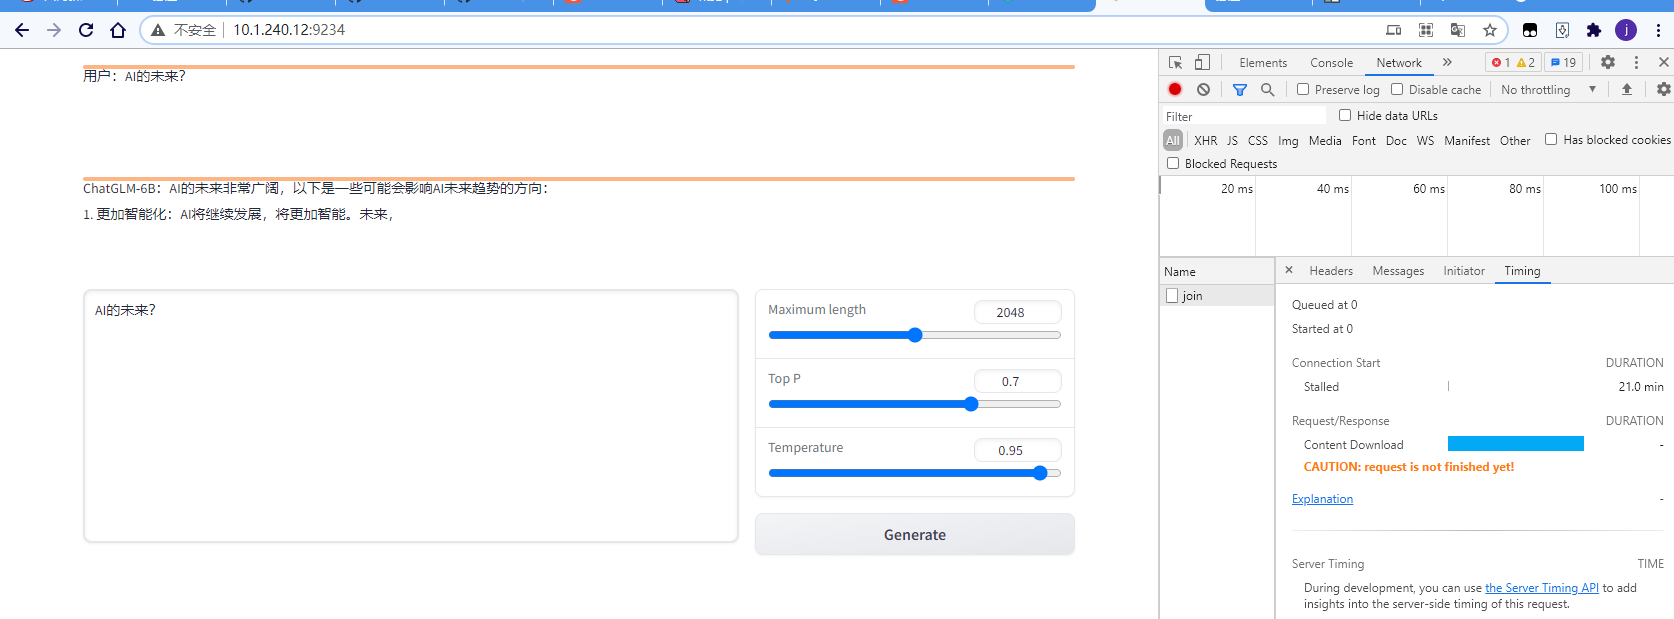 不安全 | 10.1.240.12:9234
用户：AI的未来？
ChatGLM-6B：AI的未来非常广阔，以下是一些可能会影响AI未来趋势的方向：
1. 更加智能化：AI将继续发展，将更加智能。未来，
AI的未来？
Maximum length 2048
Top P 0.7
Temperature 0.95
Generate
Elements Console Network » 1 2 19
Preserve log Disable cache No throttling
Filter Hide data URLs
All XHR JS CSS Img Media Font Doc WS Manifest Other Has blocked cookies
Blocked Requests
20 ms 40 ms 60 ms 80 ms 100 ms
Name × Headers Messages Initiator Timing
join
Queued at 0
Started at 0
Connection Start DURATION
Stalled 21.0 min
Request/Response DURATION
Content Download -
CAUTION: request is not finished yet!
Explanation -
Server Timing TIME
During development, you can use the Server Timing API to add
insights into the server-side timing of this request.